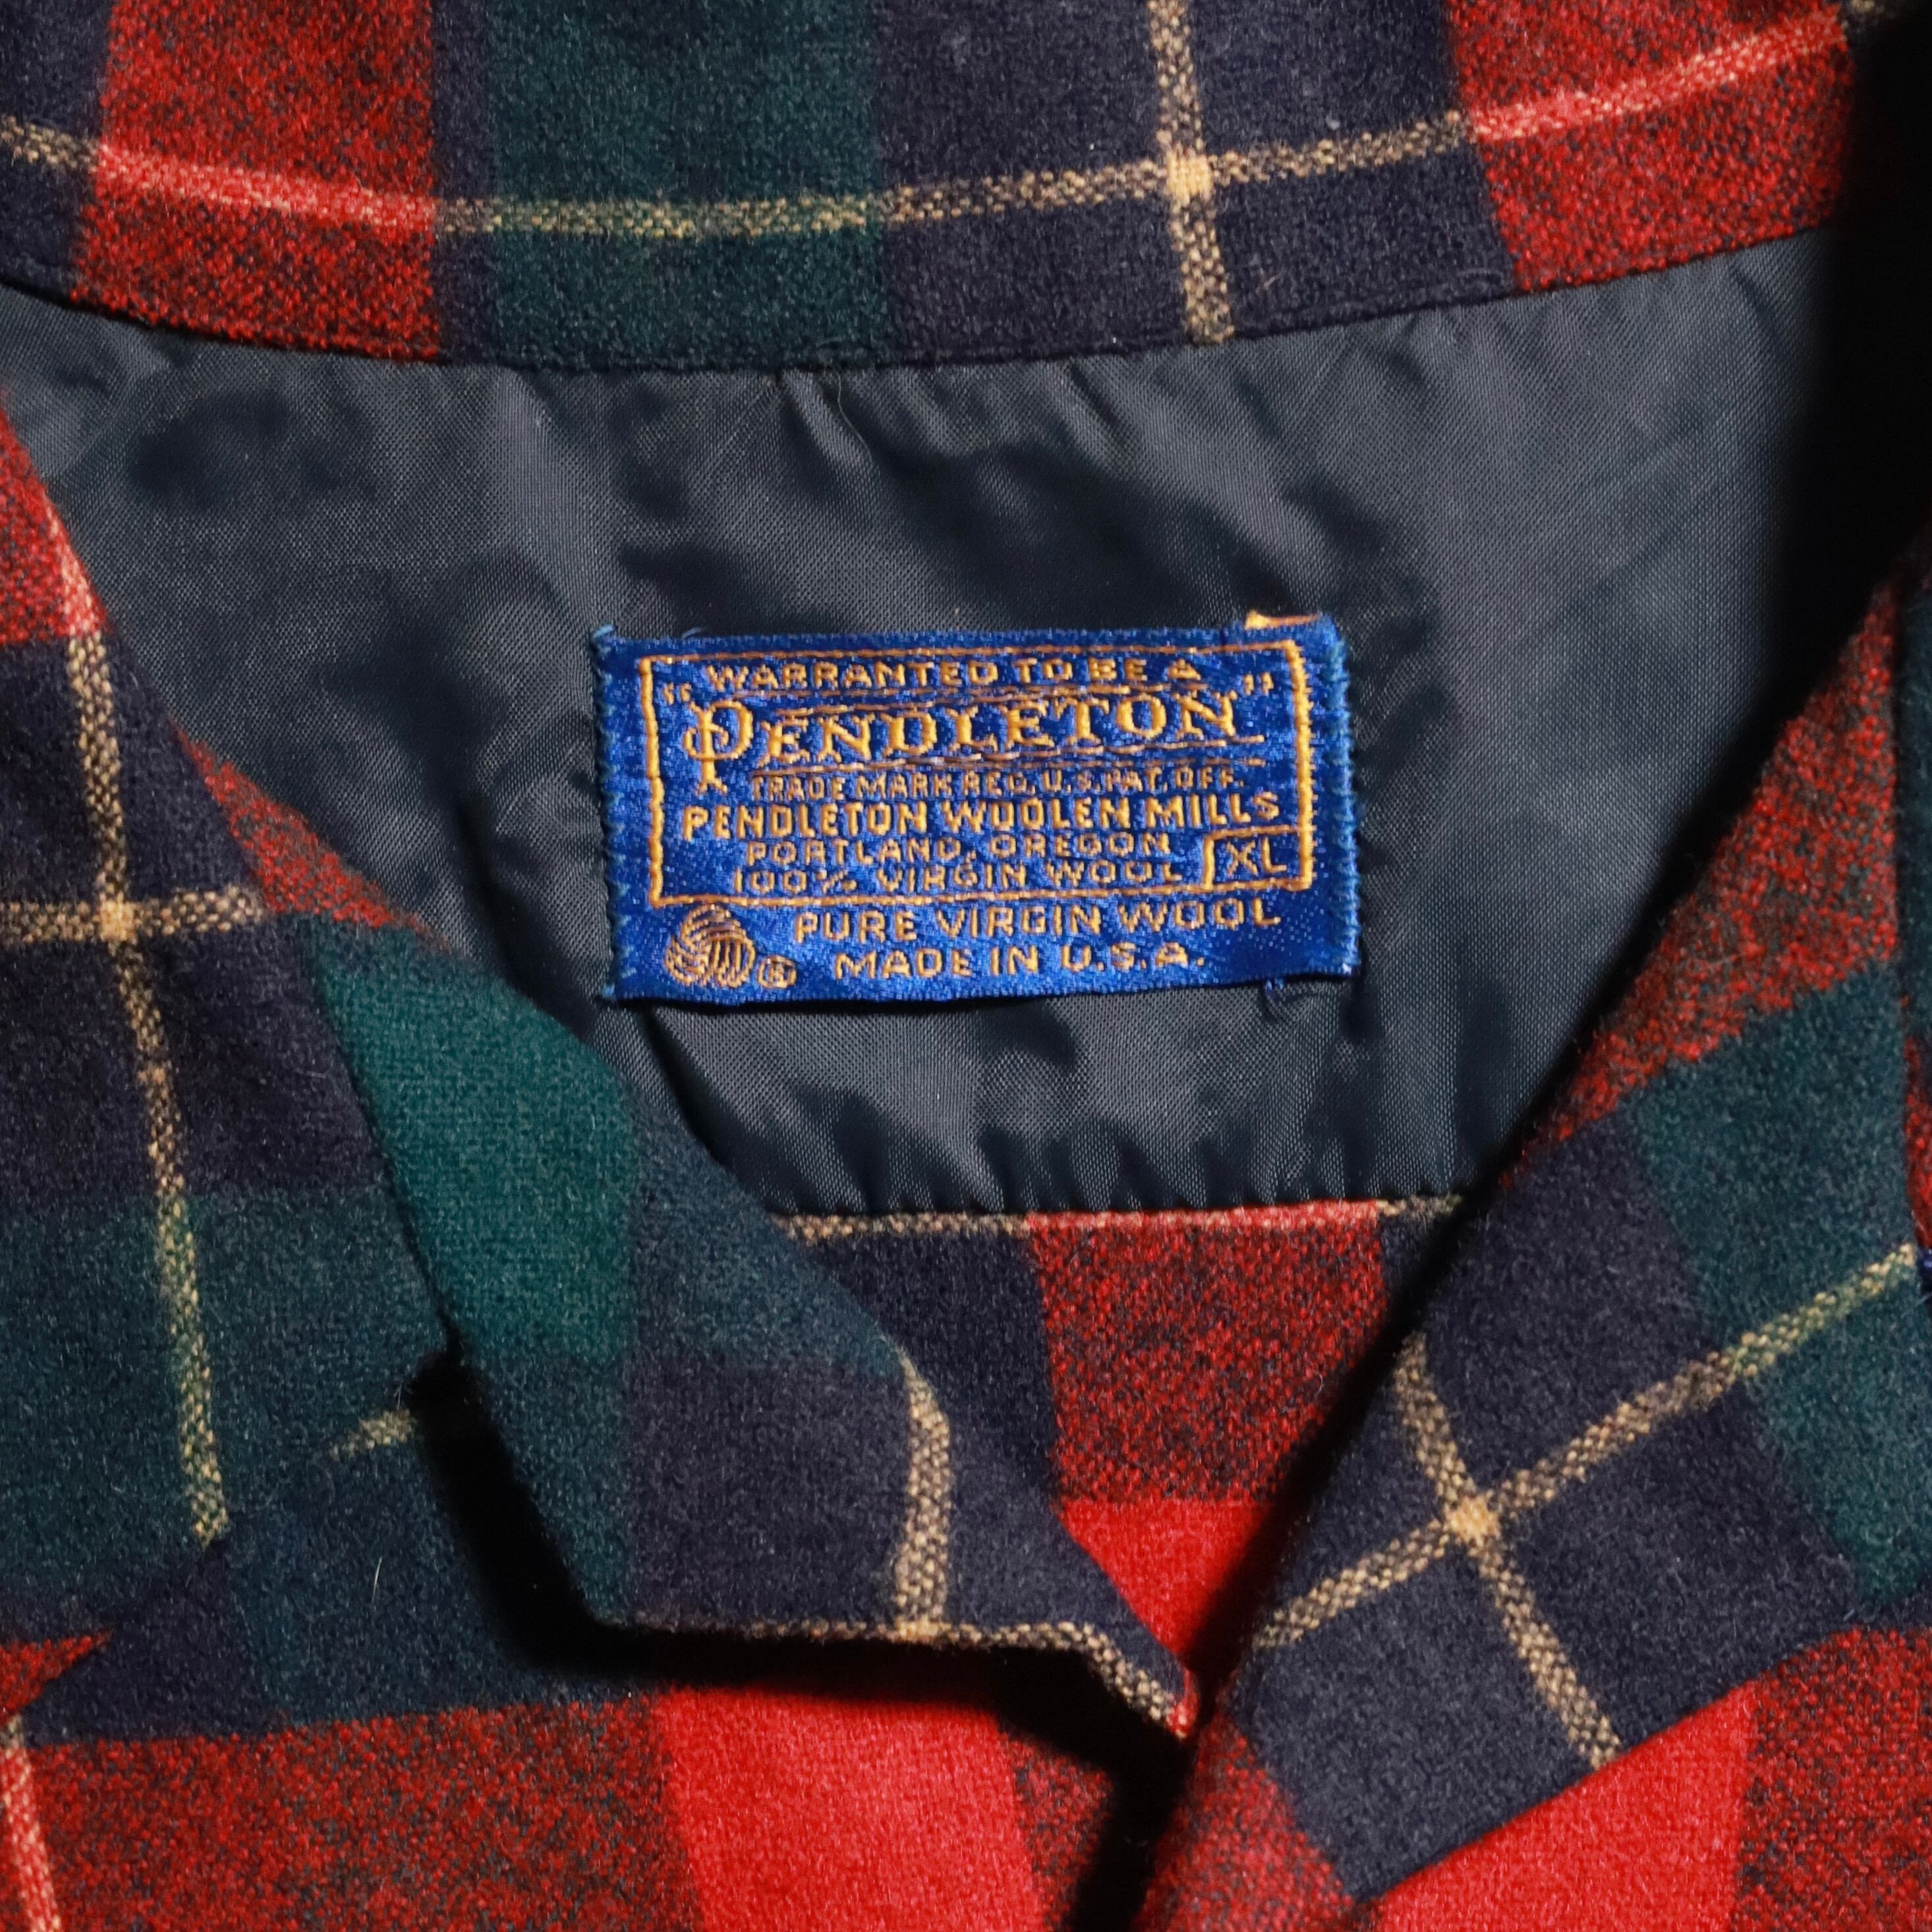 WARRANTED TO BE A
"PENDLETON"
TRADE MARK REG. U.S. PAT. OFF.
PENDLETON WOOLEN MILLS
PORTLAND, OREGON
100% VIRGIN WOOL XL
PURE VIRGIN WOOL
® MADE IN U.S.A.